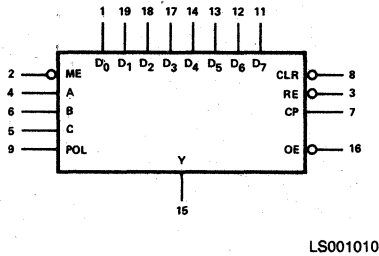 1 19 18 17 14 13 12 11
D0 D1 D2 D3 D4 D5 D6 D7
2 ME CLR 8
4 A RE 3
6 B CP 7
5 C
9 POL OE 16
Y
15
LS001010